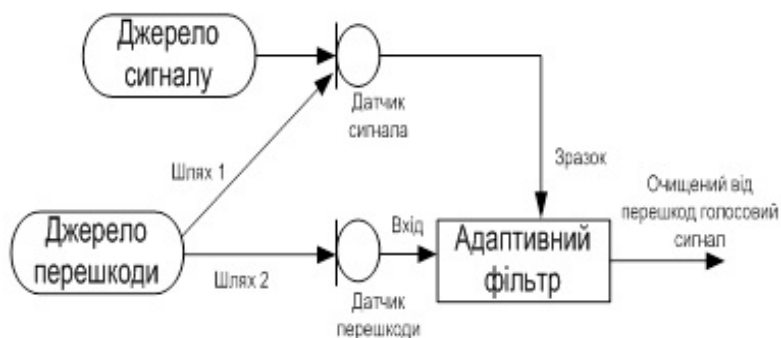 Джерело
сигналу
Датчик
сигнала
Шлях 1
Зразок
Очищений від
перешкод голосовий
сигнал
Джерело
перешкоди
Шлях 2
Вхід
Адаптивний
фільтр
Датчик
перешкоди